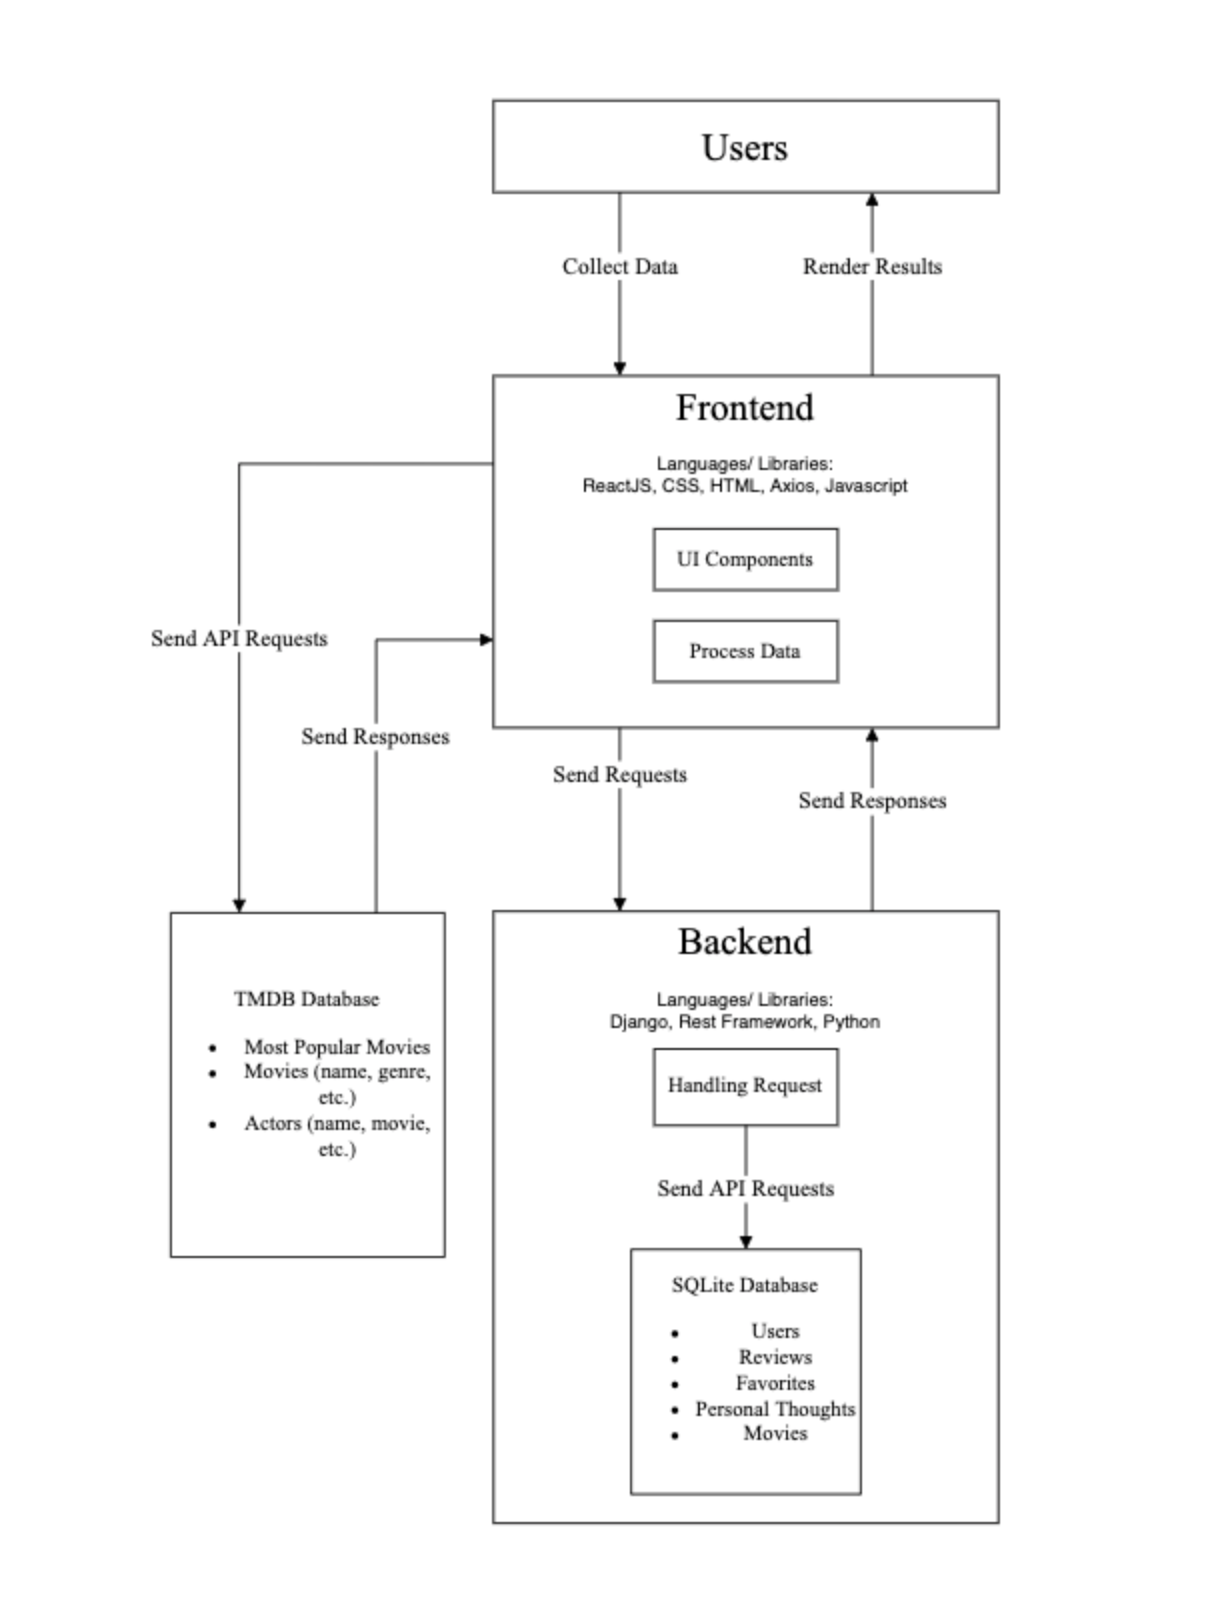 Users
Collect Data
Render Results
Frontend
Languages/ Libraries:
ReactJS, CSS, HTML, Axios, Javascript
UI Components
Process Data
Send API Requests
Send Responses
Send Requests
Send Responses
TMDB Database
• Most Popular Movies
• Movies (name, genre,
etc.)
• Actors (name, movie,
etc.)
Backend
Languages/ Libraries:
Django, Rest Framework, Python
Handling Request
Send API Requests
SQLite Database
• Users
• Reviews
• Favorites
• Personal Thoughts
• Movies